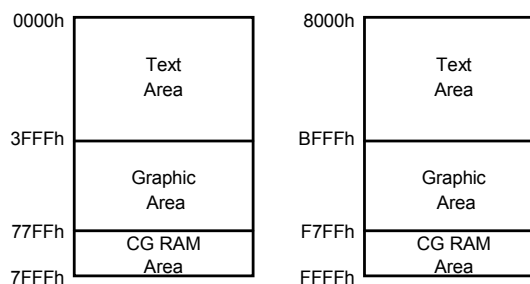 0000h
Text
Area
3FFFh
Graphic
Area
77FFh
CG RAM
Area
7FFFh
8000h
Text
Area
BFFFh
Graphic
Area
F7FFh
CG RAM
Area
FFFFh